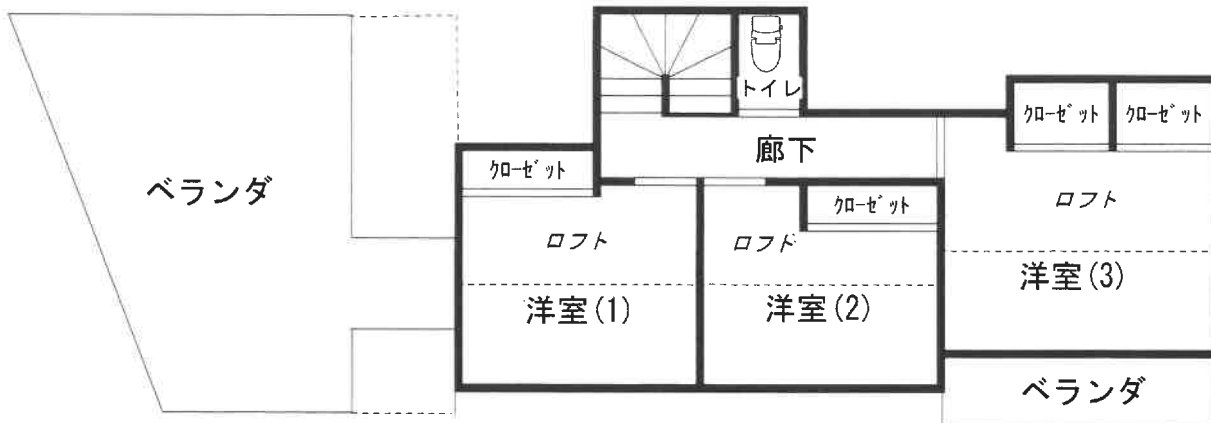 トイレ
クローゼット
クローゼット
廊下
クローゼット
ベランダ
クローゼット
ロフト
ロフト
ロフト
洋室(3)
洋室(1)
洋室(2)
ベランダ